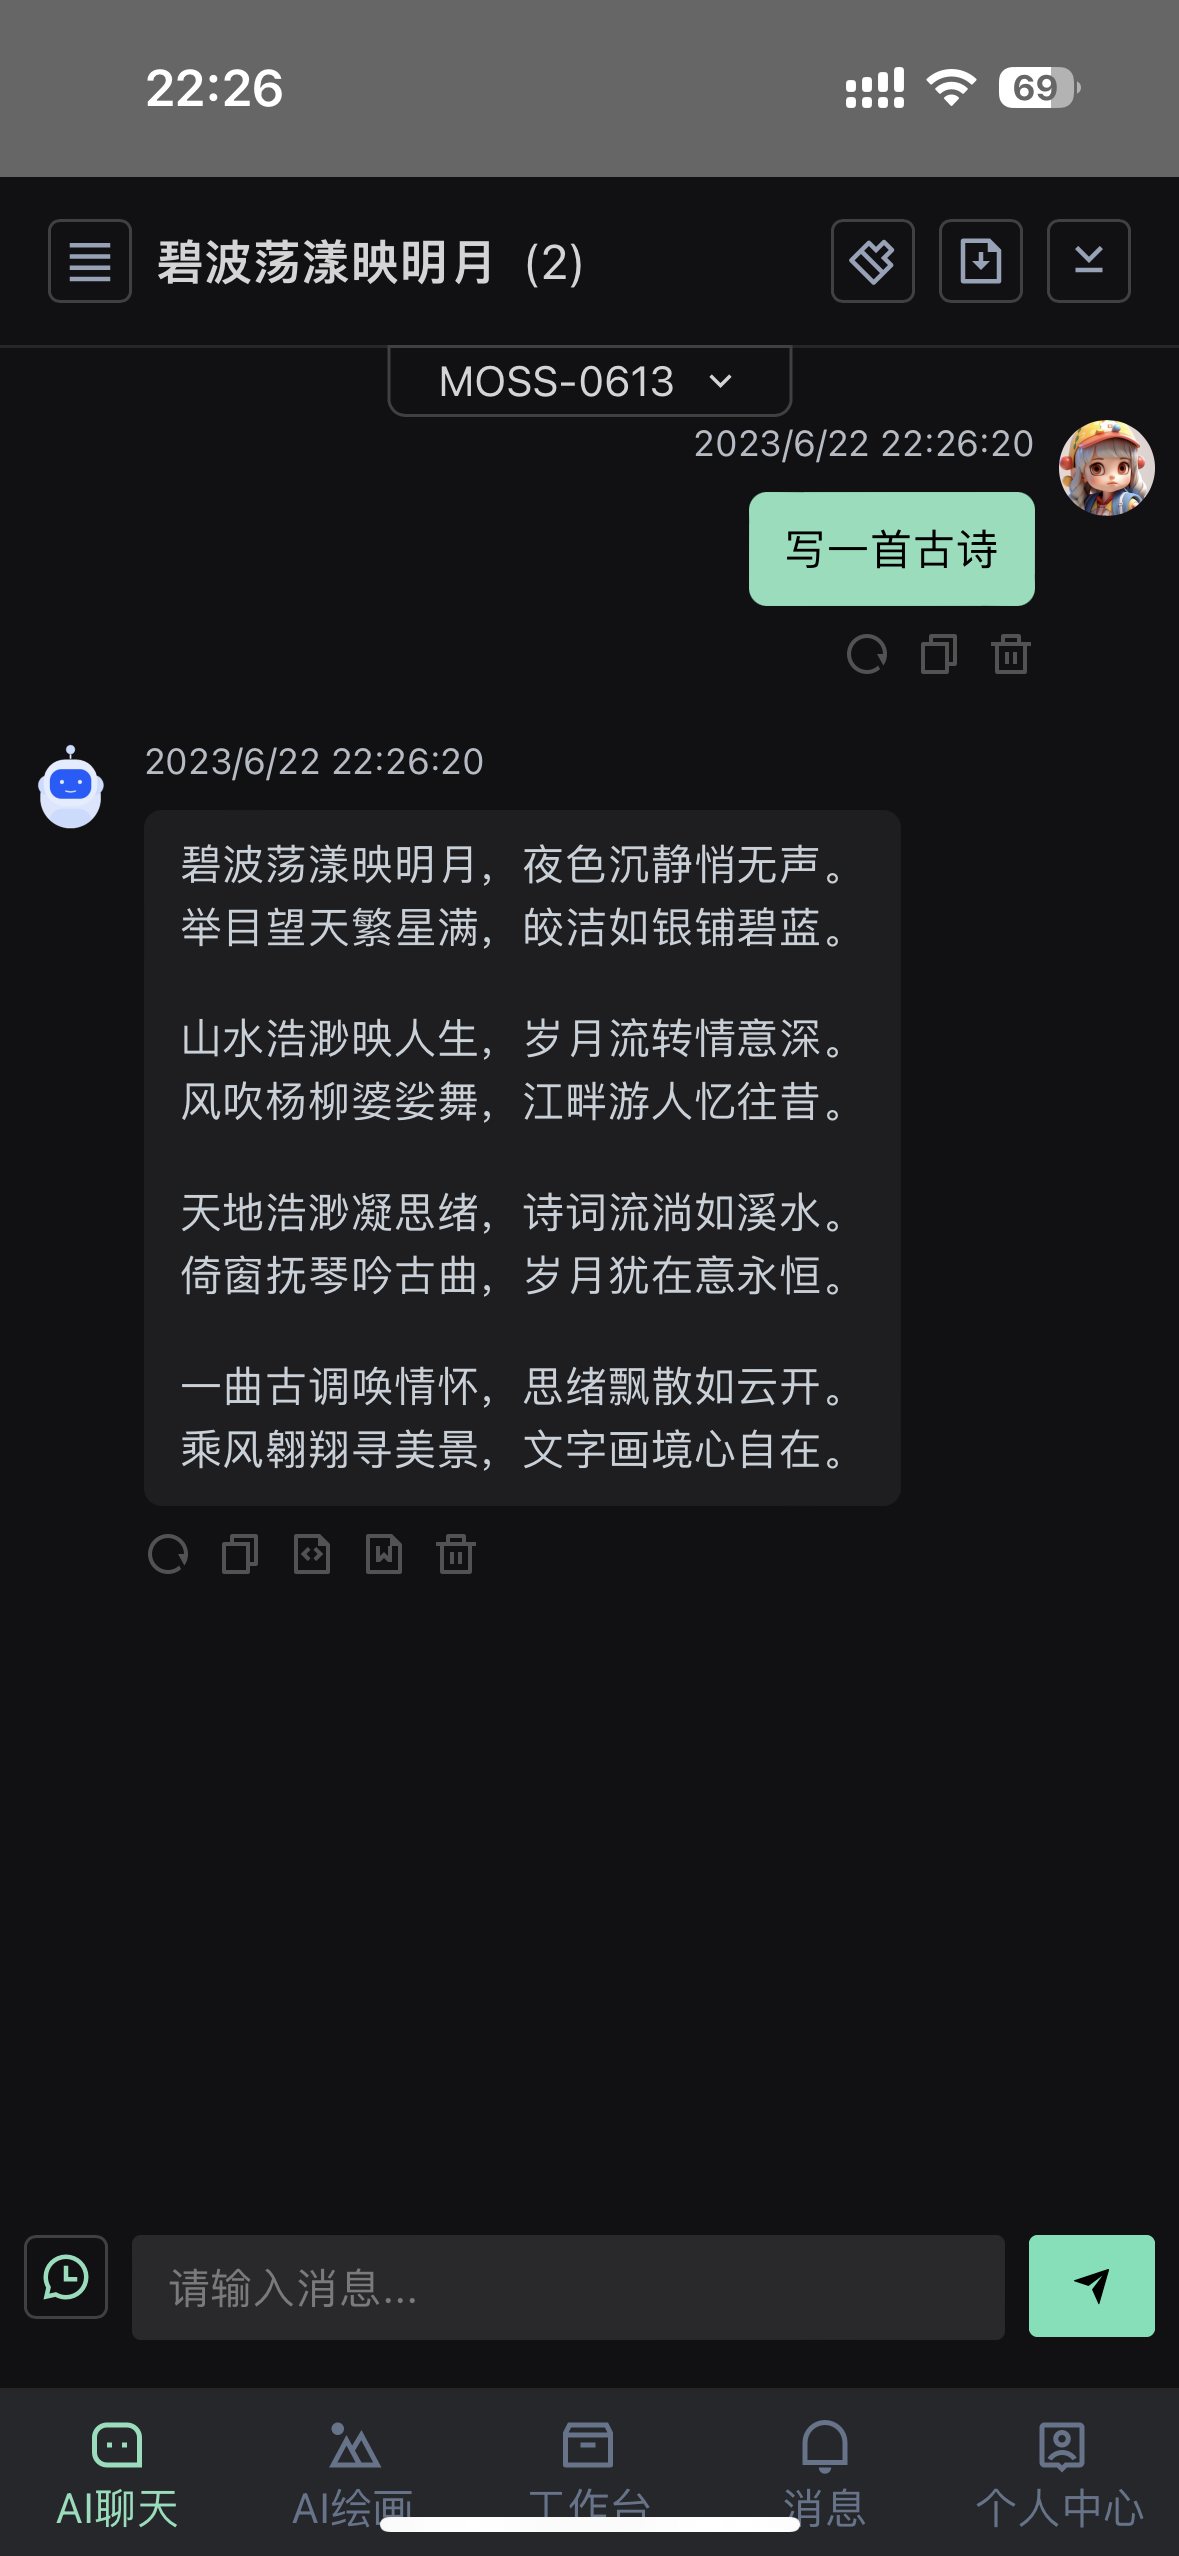 22:26
69
碧波荡漾映明月 (2)
MOSS-0613
2023/6/22 22:26:20
写一首古诗
2023/6/22 22:26:20
碧波荡漾映明月，夜色沉静悄无声。
举目望天繁星满，皎洁如银铺碧蓝。
山水浩渺映人生，岁月流转情意深。
风吹杨柳婆娑舞，江畔游人忆往昔。
天地浩渺凝思绪，诗词流淌如溪水。
倚窗抚琴吟古曲，岁月犹在意永恒。
一曲古调唤情怀，思绪飘散如云开。
乘风翱翔寻美景，文字画境心自在。
请输入消息...
AI聊天
AI绘画
工作台
消息
个人中心